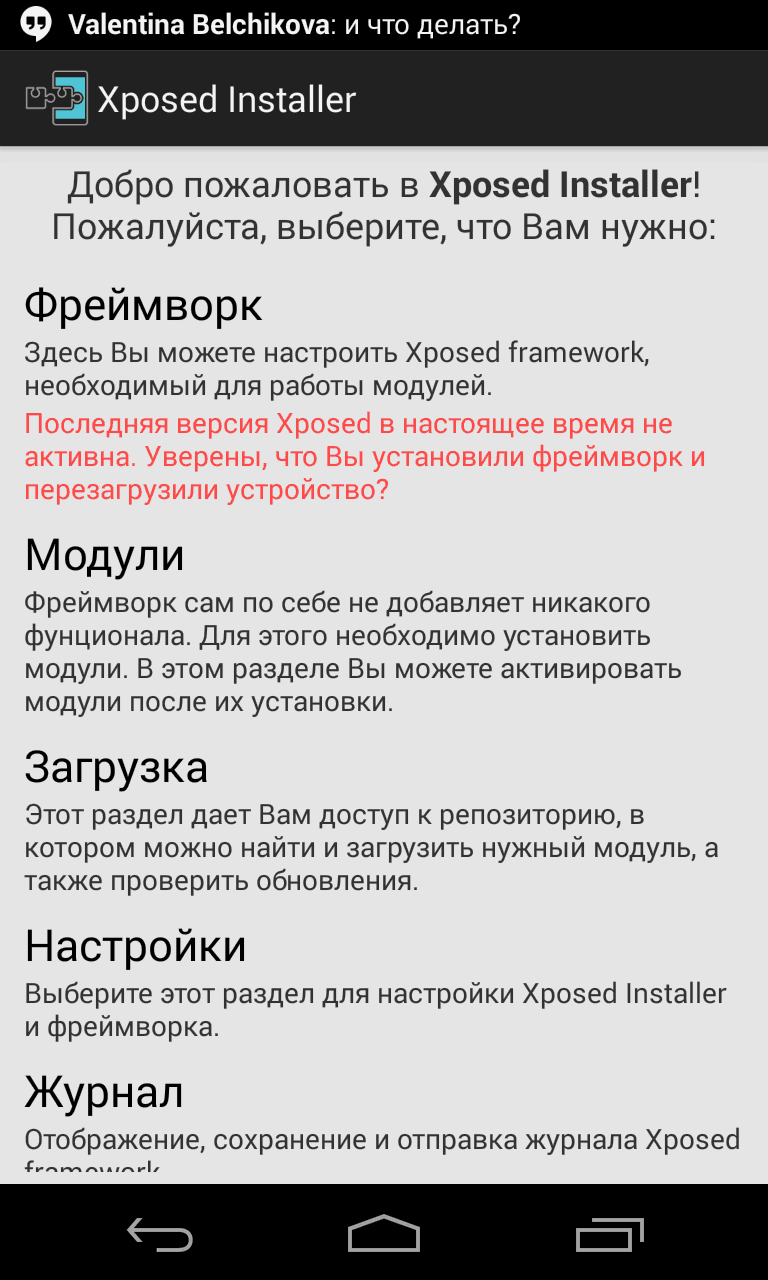 Valentina Belchikova: и что делать?
Xposed Installer
Добро пожаловать в Xposed Installer!
Пожалуйста, выберите, что Вам нужно:
Фреймворк
Здесь Вы можете настроить Xposed framework,
необходимый для работы модулей.
Последняя версия Xposed в настоящее время не
активна. Уверены, что Вы установили фреймворк и
перезагрузили устройство?
Модули
Фреймворк сам по себе не добавляет никакого
фунционала. Для этого необходимо установить
модули. В этом разделе Вы можете активировать
модули после их установки.
Загрузка
Этот раздел дает Вам доступ к репозиторию, в
котором можно найти и загрузить нужный модуль, а
также проверить обновления.
Настройки
Выберите этот раздел для настройки Xposed Installer
и фреймворка.
Журнал
Отображение, сохранение и отправка журнала Xposed
framework